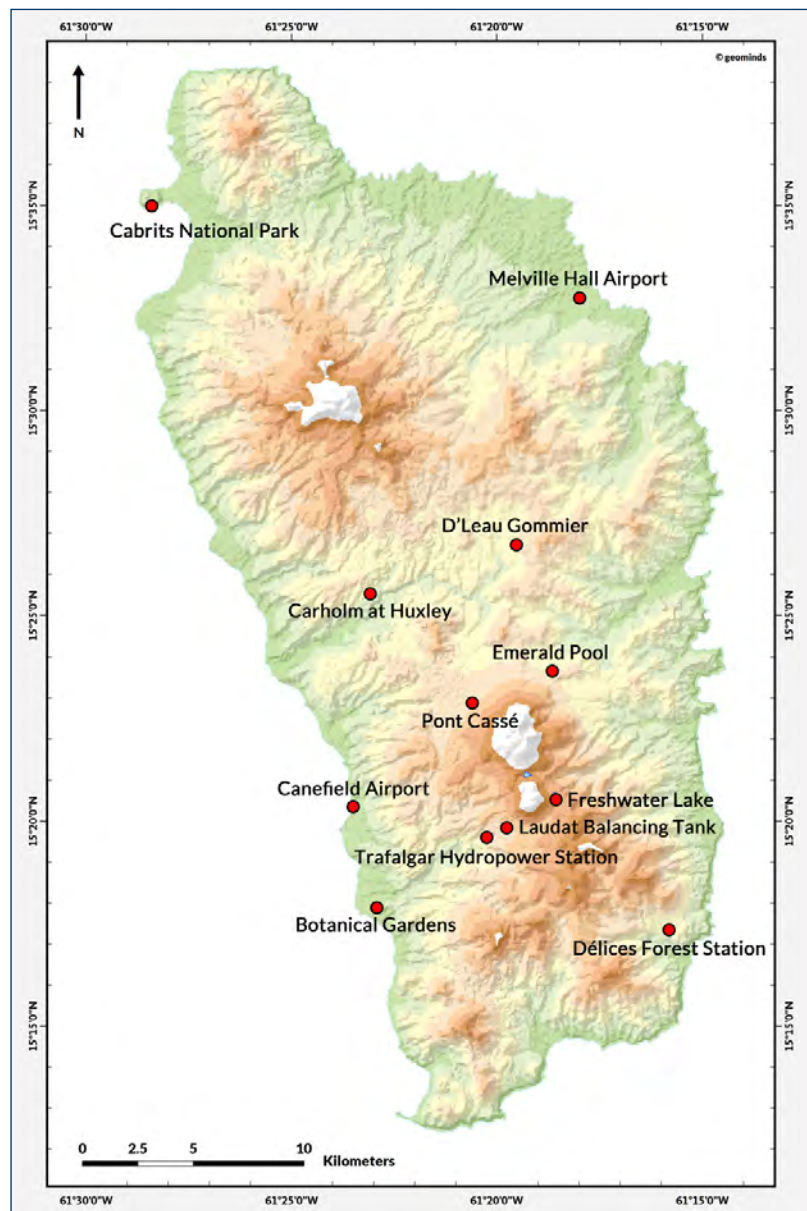 61°30'0"W 61°25'0"W 61°20'0"W 61°15'0"W
© geominds
N
15°35'0"N 15°35'0"N
Cabrits National Park
Melville Hall Airport
15°30'0"N 15°30'0"N
D'Leau Gommier
Carholm at Huxley
15°25'0"N 15°25'0"N
Emerald Pool
Pont Cassé
Canefield Airport
Freshwater Lake
15°20'0"N 15°20'0"N
Laudat Balancing Tank
Trafalgar Hydropower Station
Botanical Gardens
Délices Forest Station
15°15'0"N 15°15'0"N
0 2.5 5 10
Kilometers
61°30'0"W 61°25'0"W 61°20'0"W 61°15'0"W